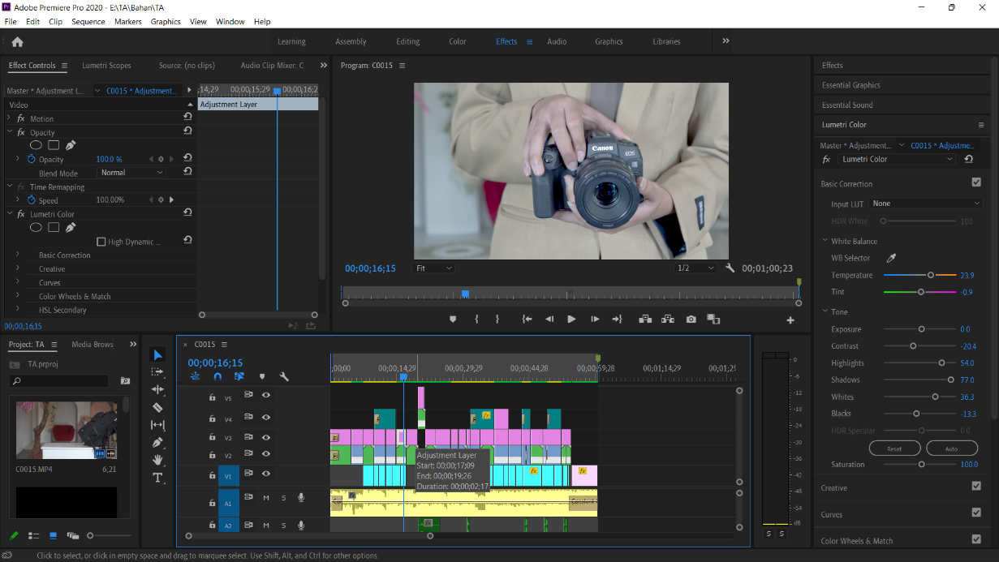 Adobe Premiere Pro 2020 - E:\TA\Bahan\TA
File Edit Clip Sequence Markers Graphics View Window Help
Learning Assembly Editing Color Effects Audio Graphics Libraries
Effect Controls Lumetri Scopes Source: (no clips) Audio Clip Mixer: C
Master * Adjustment L... C0015 * Adjustment... ;14;29 00;00;15;29 00;00;16;2
Video Adjustment Layer
fx Motion
fx Opacity
Opacity 100.0 %
Blend Mode Normal
fx Time Remapping
Speed 100.00%
fx Lumetri Color
High Dynamic ...
Basic Correction
Creative
Curves
Color Wheels & Match
HSL Secondary
00;00;16;15
Program: C0015
Canon
EOS
R
00;00;16;15 Fit 1/2 00;01;00;23
Effects
Essential Graphics
Essential Sound
Lumetri Color
Master * Adjustment... C0015 * Adjustme...
fx Lumetri Color
Basic Correction
Input LUT None
HDR White 100
White Balance
WB Selector
Temperature 23.9
Tint -0.9
Tone
Exposure 0.0
Contrast -20.4
Highlights 54.0
Shadows 77.0
Whites 36.3
Blacks -13.3
HDR Specular 0.0
Reset Auto
Saturation 100.0
Creative
Curves
Color Wheels & Match
Project: TA Media Brows
TA.prproj
C0015.MP4 6;21
C0015
00;00;16;15
;00;00 00;00;14;29 00;00;29;29 00;00;44;28 00;00;59;28 00;01;14;29 00;01;29;
V5
V4
V3
V2
V1
A1 M S
A2 M S
Adjustment Layer
Start: 00;00;17;09
End: 00;00;19;26
Duration: 00;00;02;17
Constant
0
-6
-12
-18
-24
-30
-36
-42
-48
-54
dB
S S
Click to select, or click in empty space and drag to marquee select. Use Shift, Alt, and Ctrl for other options.